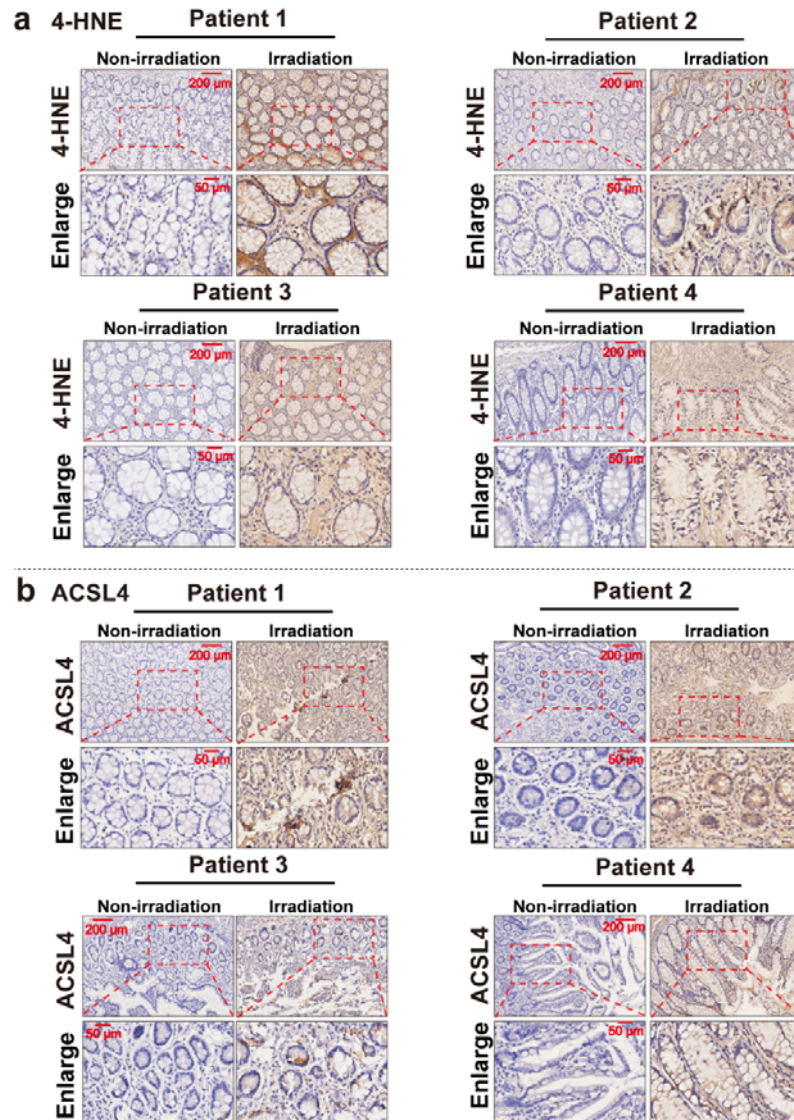 a 4-HNE
Patient 1
Patient 2
Non-irradiation Irradiation
Non-irradiation Irradiation
4-HNE
200 µm
4-HNE
200 µm
Enlarge
50 µm
Enlarge
50 µm
Patient 3
Patient 4
Non-irradiation Irradiation
Non-irradiation Irradiation
4-HNE
200 µm
4-HNE
200 µm
Enlarge
50 µm
Enlarge
50 µm
b ACSL4
Patient 1
Patient 2
Non-irradiation Irradiation
Non-irradiation Irradiation
ACSL4
200 µm
ACSL4
200 µm
Enlarge
50 µm
Enlarge
50 µm
Patient 3
Patient 4
Non-irradiation Irradiation
Non-irradiation Irradiation
ACSL4
200 µm
ACSL4
200 µm
Enlarge
50 µm
Enlarge
50 µm